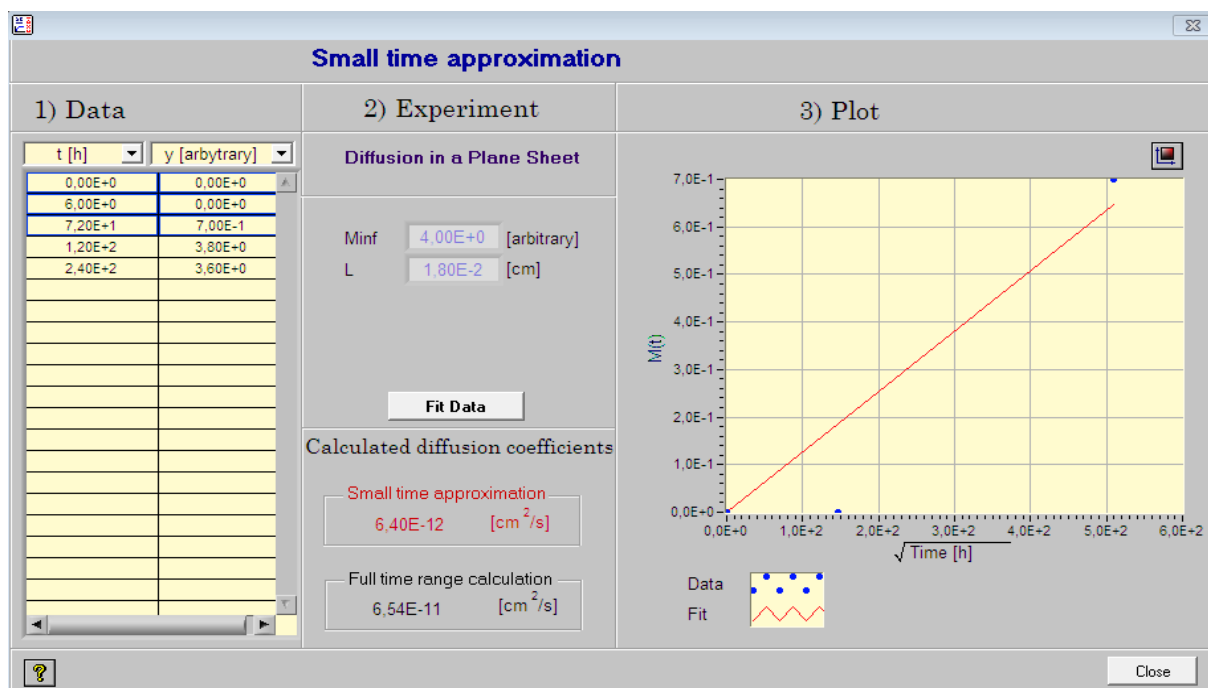 Small time approximation
1) Data
2) Experiment
3) Plot
t [h] y [arbytrary]
0,00E+0 0,00E+0
6,00E+0 0,00E+0
7,20E+1 7,00E-1
1,20E+2 3,80E+0
2,40E+2 3,60E+0
Diffusion in a Plane Sheet
Minf 4,00E+0 [arbitrary]
L 1,80E-2 [cm]
Fit Data
Calculated diffusion coefficients
Small time approximation
6,40E-12 [cm2/s]
Full time range calculation
6,54E-11 [cm2/s]
7,0E-1
6,0E-1
5,0E-1
4,0E-1
3,0E-1
2,0E-1
1,0E-1
0,0E+0
M(t)
0,0E+0 1,0E+2 2,0E+2 3,0E+2 4,0E+2 5,0E+2 6,0E+2
√Time [h]
Data
Fit
?
Close